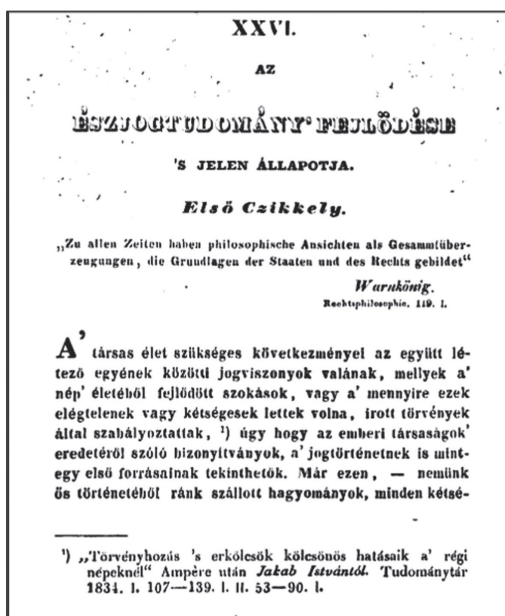 XXVI.
AZ
ÉSZJOGTUDOMÁNY' FEJLŐDÉSE
'S JELEN ÁLLAPOTJA.
Első Czikkely.
„Zu allen Zeiten haben philosophische Ansichten als Gesammtüber-
zeugungen, die Grundlagen der Staaten und des Rechts gebildet“
Warnkönig.
Rechtsphilosophie. 119. l.
A' társas élet szükséges következményei az együtt lé-
tező egyének közötti jogviszonyok valának, mellyek a'
nép' életéből fejlődött szokások, vagy a' mennyire ezek
elégtelenek vagy kétségesek lettek volna, írott törvények
által szabályoztattak, ¹) úgy hogy az emberi társaságok'
eredetéről szóló bizonyítványok, a' jogtörténetnek is mint-
egy első forrásainak tekinthetők. Már ezen, — nemünk
ős történetéből ránk szállott hagyományok, minden kétsé-
¹) „Törvényhozás 's erkölcsök kölcsönös hatásaik a' régi
népeknél“ Ampère után Jakab Istvántól. Tudománytár
1834. I. 107—139. l. II. 53—90. l.